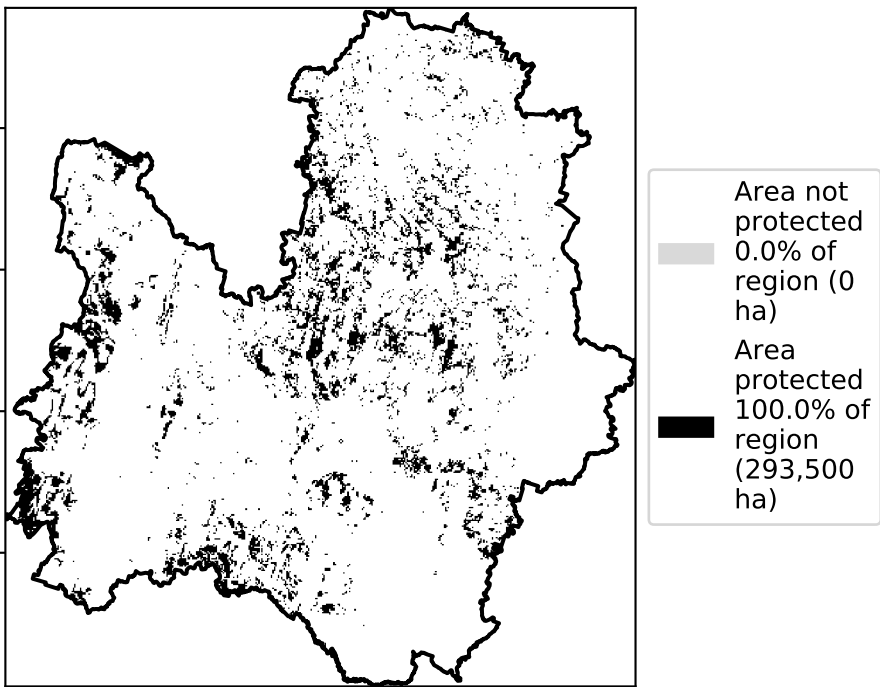 Area not
protected
0.0% of
region (0
ha)
Area
protected
100.0% of
region
(293,500
ha)